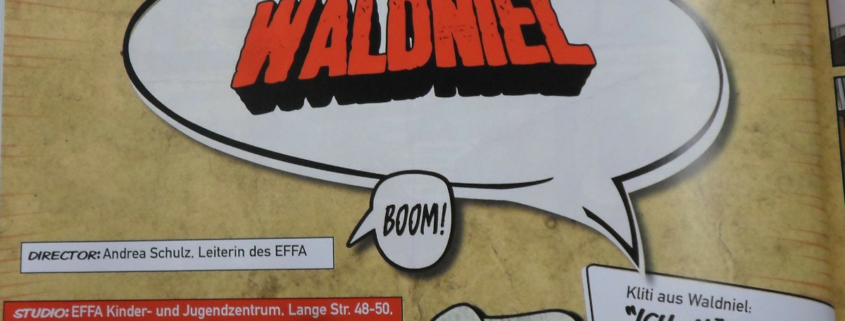 WALDNIEL
BOOM!
DIRECTOR: Andrea Schulz, Leiterin des EFFA
STUDIO: EFFA Kinder- und Jugendzentrum, Lange Str. 48-50,
Kliti aus Waldniel:
"ICH